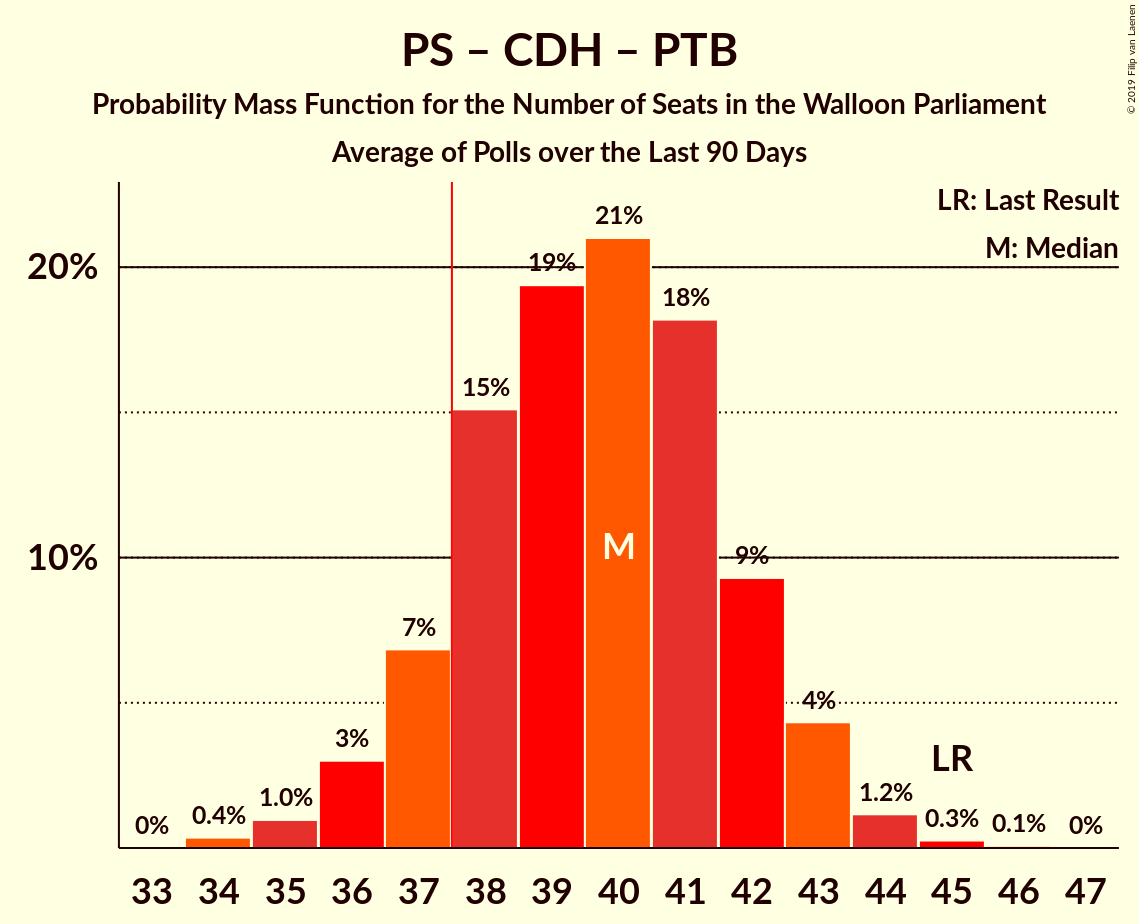 PS – CDH – PTB
Probability Mass Function for the Number of Seats in the Walloon Parliament
Average of Polls over the Last 90 Days
© 2019 Filip van Laenen
LR: Last Result
M: Median
20%
10%
0%
0.4%
1.0%
3%
7%
15%
19%
21%
18%
9%
4%
1.2%
0.3%
0.1%
0%
M
LR
33 34 35 36 37 38 39 40 41 42 43 44 45 46 47